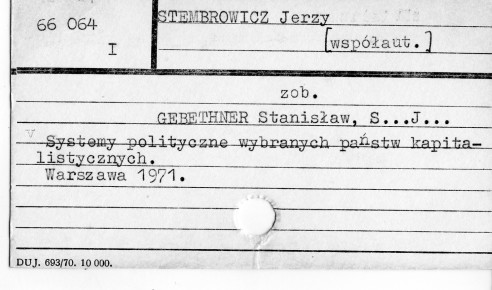 66 064
I
STEMBROWICZ Jerzy
[współaut.]
zob.
GEBETHNER Stanisław, S...J...
v Systemy polityczne wybranych państw kapita-
listycznych.
Warszawa 1971.
DUJ. 693/70. 10 000.